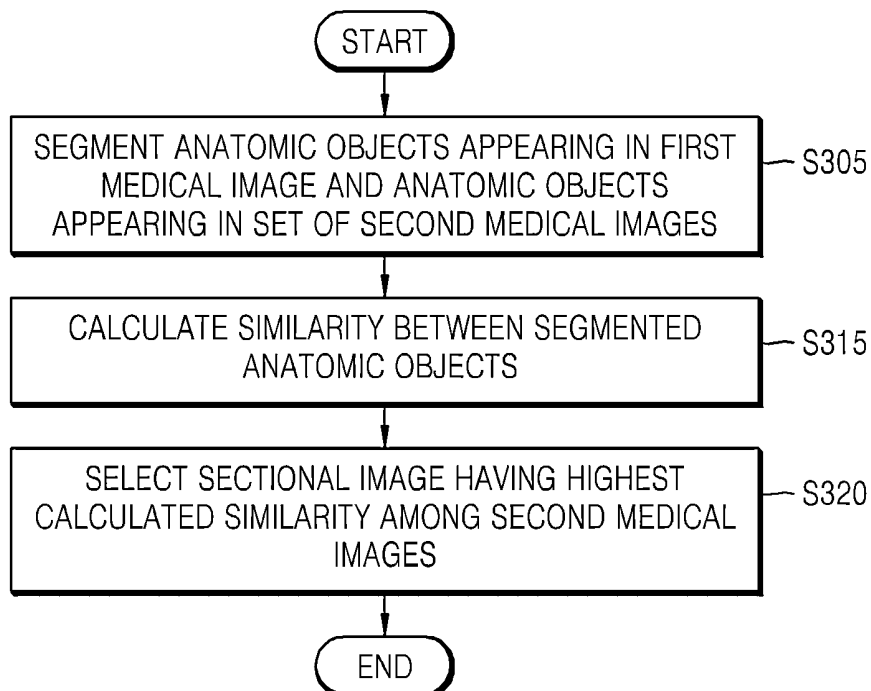 START
SEGMENT ANATOMIC OBJECTS APPEARING IN FIRST
MEDICAL IMAGE AND ANATOMIC OBJECTS
APPEARING IN SET OF SECOND MEDICAL IMAGES
S305
CALCULATE SIMILARITY BETWEEN SEGMENTED
ANATOMIC OBJECTS
S315
SELECT SECTIONAL IMAGE HAVING HIGHEST
CALCULATED SIMILARITY AMONG SECOND MEDICAL
IMAGES
S320
END